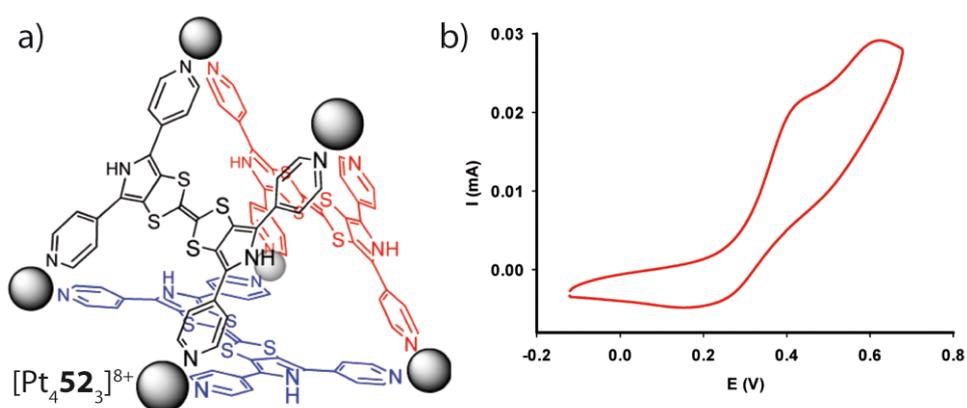 a)
N N
N N
HN HN
S S S
S S
S S
NH NH
N N N
H
N N
S S
S S
N N
N N N
H
[Pt₄52₃]⁸⁺
b)
0.03
0.02
0.01
0.00
I (mA)
-0.2 0.0 0.2 0.4 0.6 0.8
E (V)